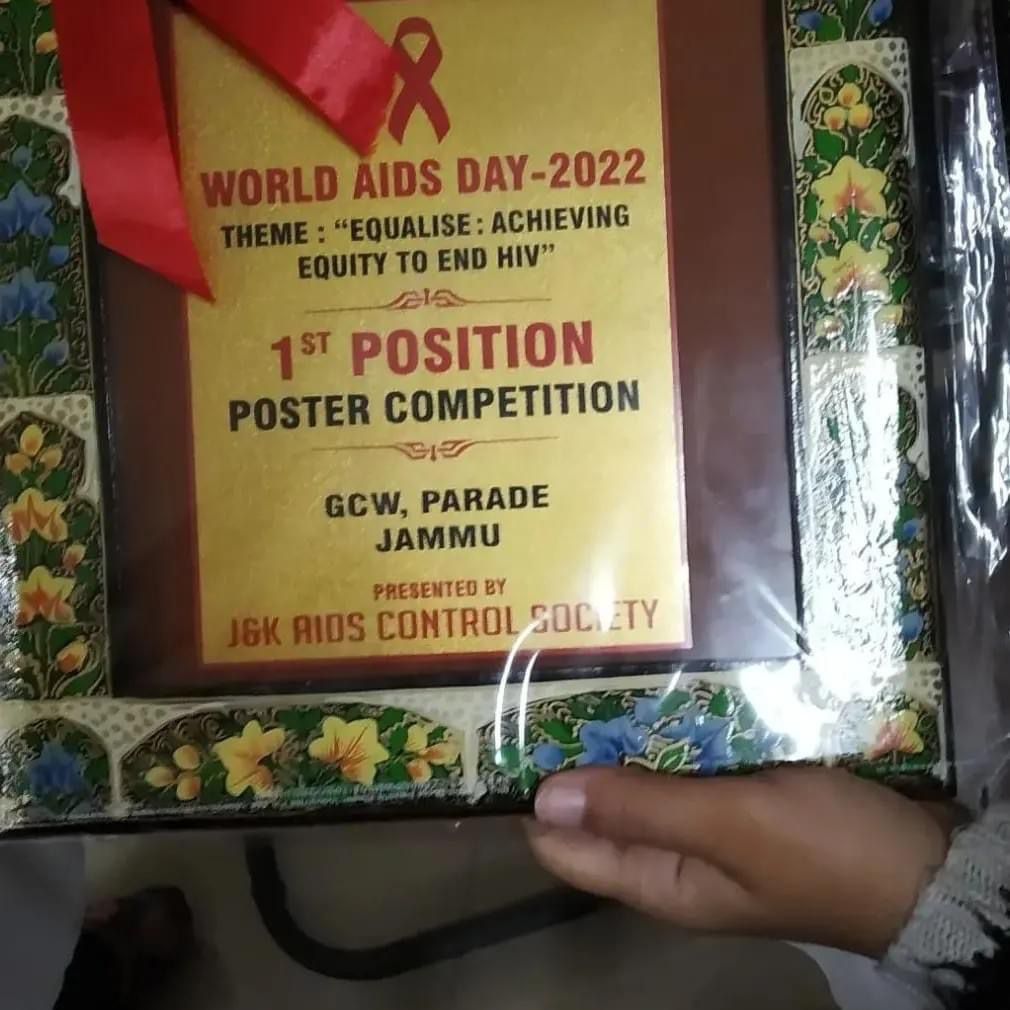 WORLD AIDS DAY-2022
THEME : “EQUALISE : ACHIEVING
EQUITY TO END HIV”
1ST POSITION
POSTER COMPETITION
GCW, PARADE
JAMMU
PRESENTED BY
J&K AIDS CONTROL SOCIETY